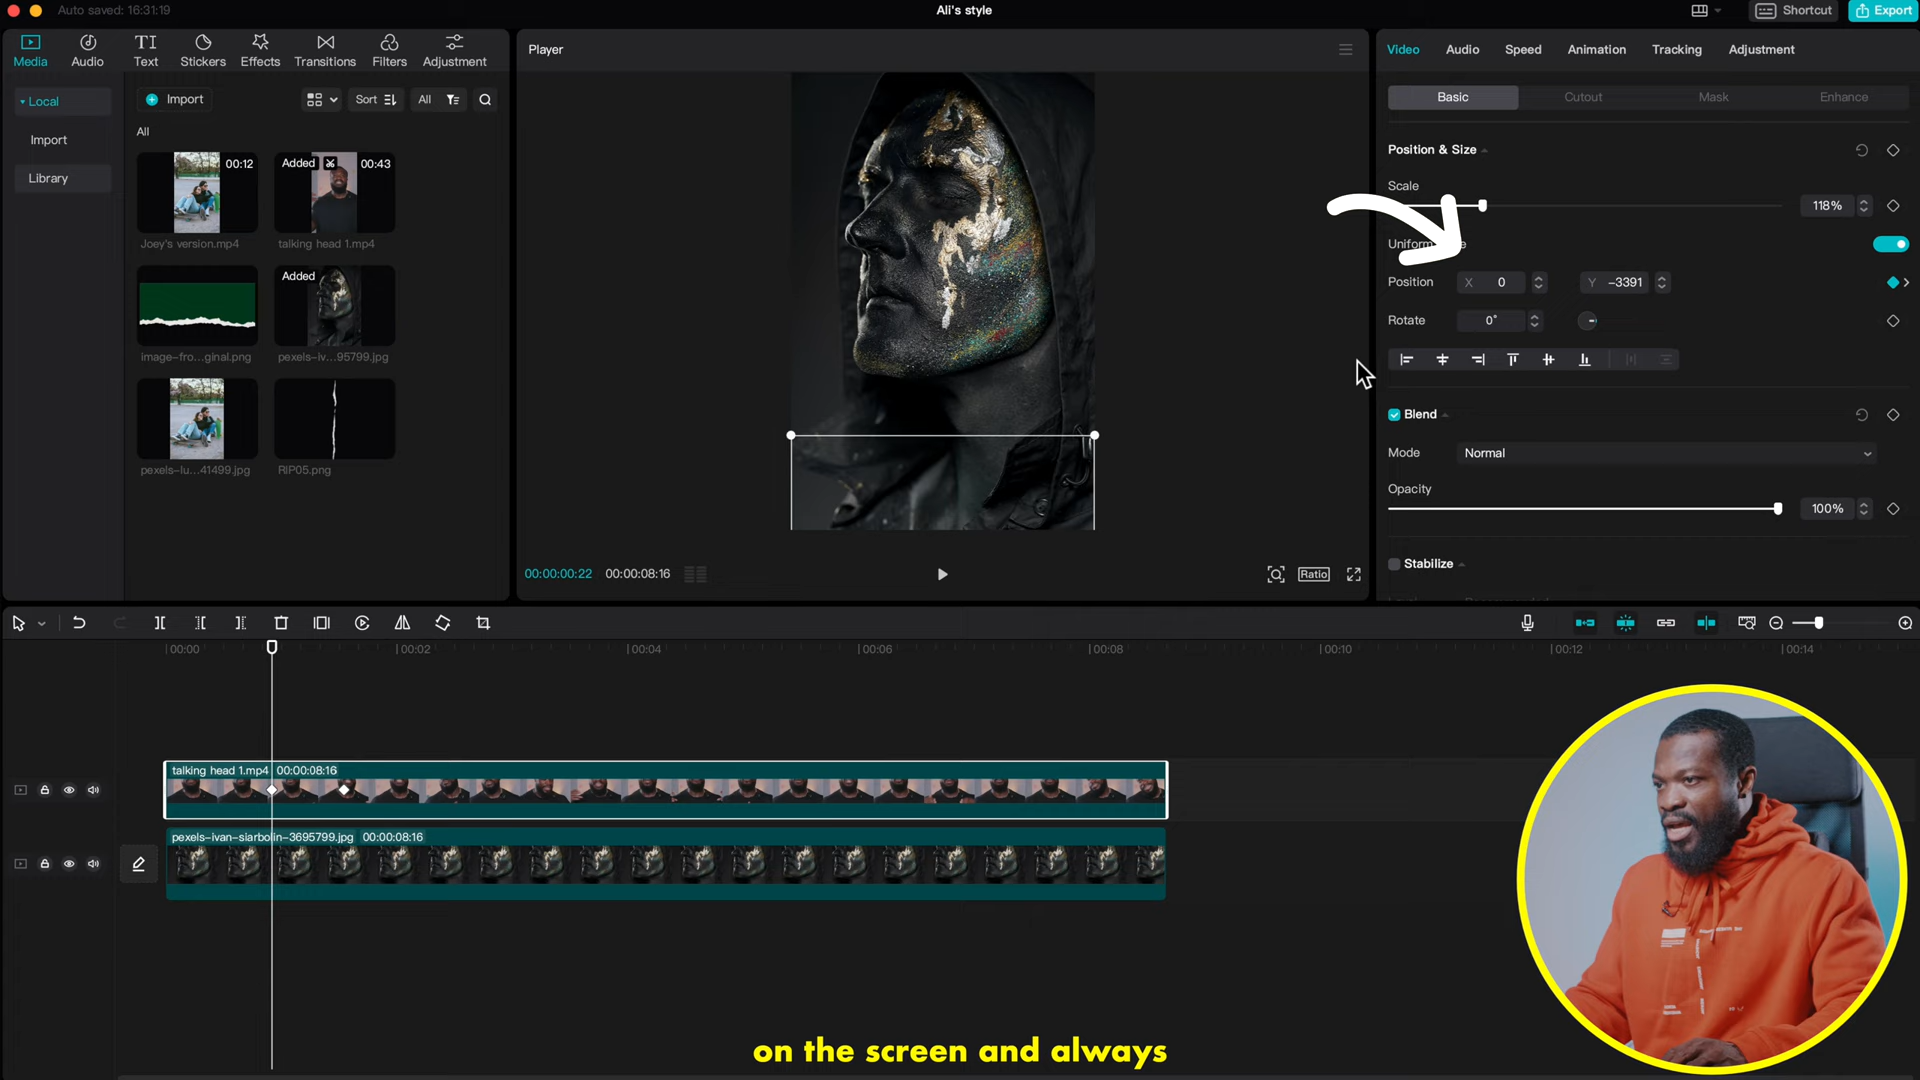 Auto saved: 16:31:19
Ali's style
Shortcut
Export
Media
Audio
Text
Stickers
Effects
Transitions
Filters
Adjustment
Local
Import
Library
Import
Sort
All
All
00:12
Joey's version.mp4
Added
00:43
talking head 1.mp4
image-fro...ginal.png
Added
pexels-iv...95799.jpg
pexels-lu...41499.jpg
RIP05.png
Player
00:00:00:22
00:00:08:16
Ratio
Video
Audio
Speed
Animation
Tracking
Adjustment
Basic
Cutout
Mask
Enhance
Position & Size
Scale
118%
Position
X 0
Y -3391
Rotate
0°
Blend
Mode
Normal
Opacity
100%
Stabilize
00:00
00:02
00:04
00:06
00:08
00:10
00:12
00:14
talking head 1.mp4 00:00:08:16
pexels-ivan-siarbolin-3695799.jpg 00:00:08:16
on the screen and always